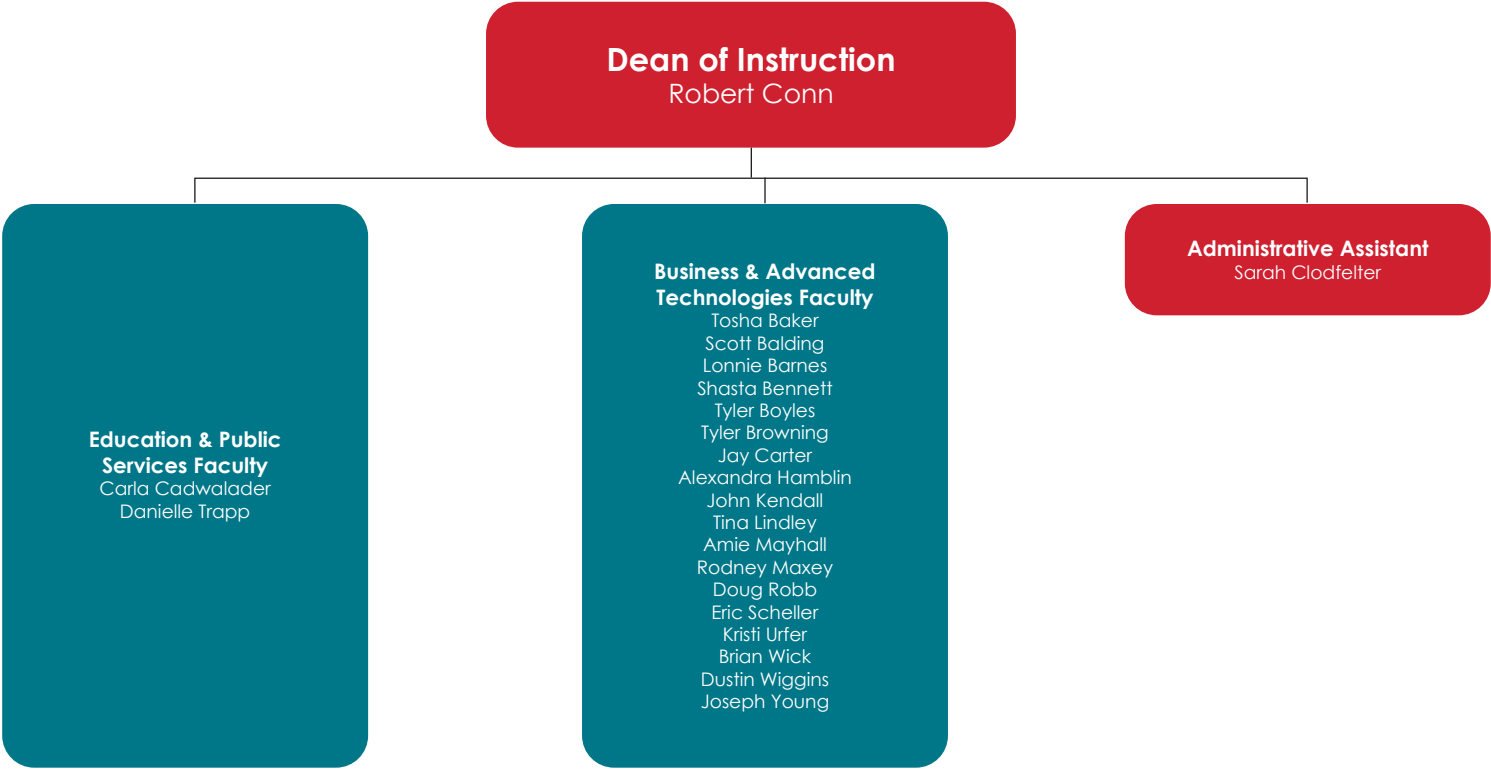 Dean of Instruction
Robert Conn
Education & Public
Services Faculty
Carla Cadwalader
Danielle Trapp
Business & Advanced
Technologies Faculty
Tosha Baker
Scott Balding
Lonnie Barnes
Shasta Bennett
Tyler Boyles
Tyler Browning
Jay Carter
Alexandra Hamblin
John Kendall
Tina Lindley
Amie Mayhall
Rodney Maxey
Doug Robb
Eric Scheller
Kristi Urfer
Brian Wick
Dustin Wiggins
Joseph Young
Administrative Assistant
Sarah Clodfelter